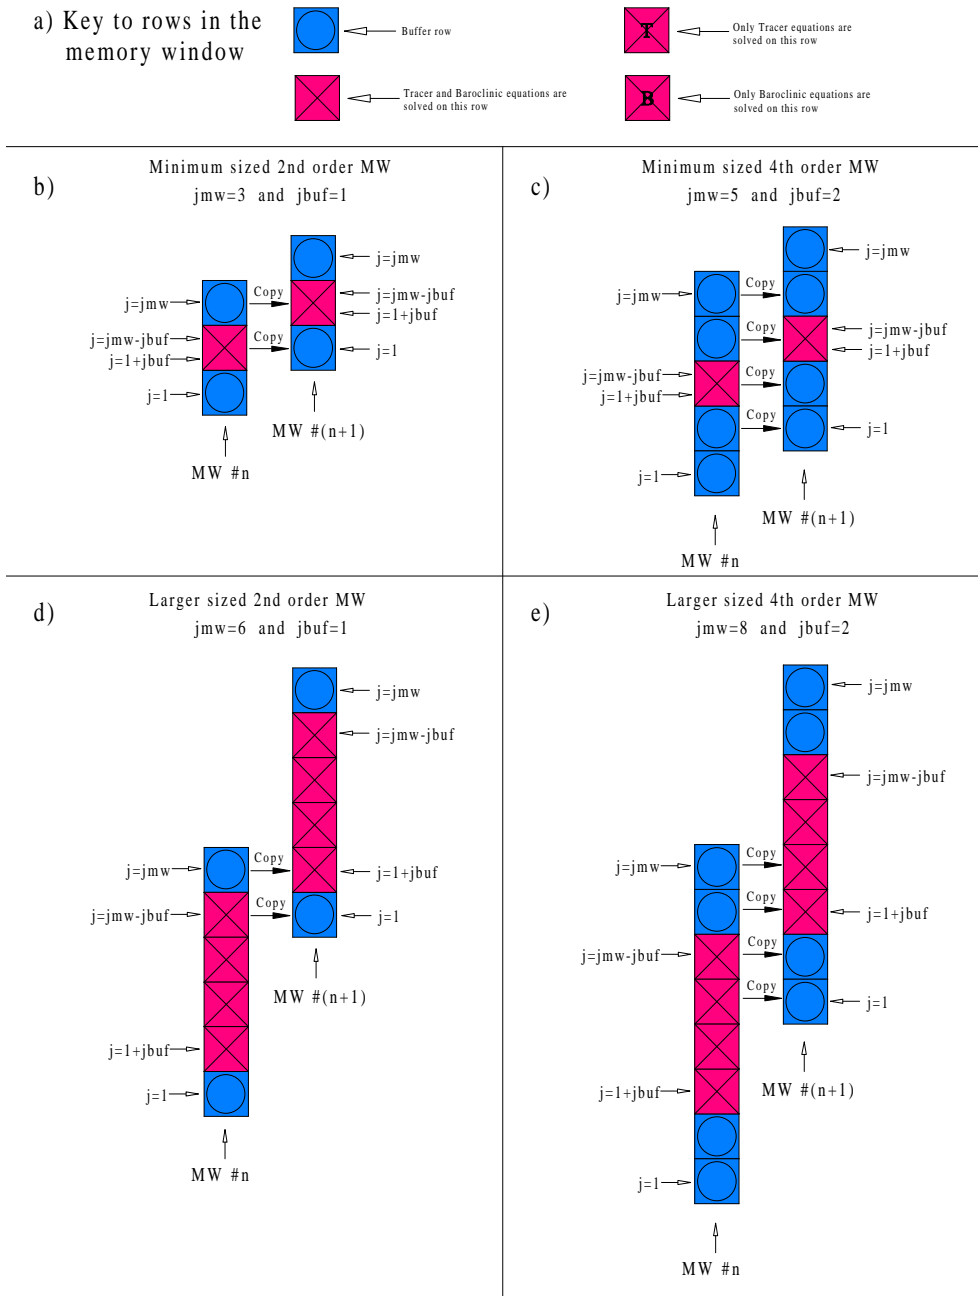 a) Key to rows in the
memory window
Buffer row
Tracer and Baroclinic equations are
solved on this row
T
Only Tracer equations are
solved on this row
B
Only Baroclinic equations are
solved on this row
b)
Minimum sized 2nd order MW
jmw=3 and jbuf=1
j=jmw
j=jmw
Copy
j=jmw-jbuf
j=1+jbuf
j=jmw-jbuf
j=1+jbuf
Copy
j=1
j=1
MW #(n+1)
MW #n
c)
Minimum sized 4th order MW
jmw=5 and jbuf=2
j=jmw
j=jmw
Copy
Copy
j=jmw-jbuf
j=1+jbuf
j=jmw-jbuf
j=1+jbuf
Copy
Copy
j=1
j=1
MW #(n+1)
MW #n
d)
Larger sized 2nd order MW
jmw=6 and jbuf=1
j=jmw
j=jmw-jbuf
j=jmw
Copy
j=1+jbuf
j=jmw-jbuf
Copy
j=1
MW #(n+1)
j=1+jbuf
j=1
MW #n
e)
Larger sized 4th order MW
jmw=8 and jbuf=2
j=jmw
j=jmw-jbuf
j=jmw
Copy
Copy
j=1+jbuf
j=jmw-jbuf
Copy
Copy
j=1
j=1+jbuf
MW #(n+1)
j=1
MW #n